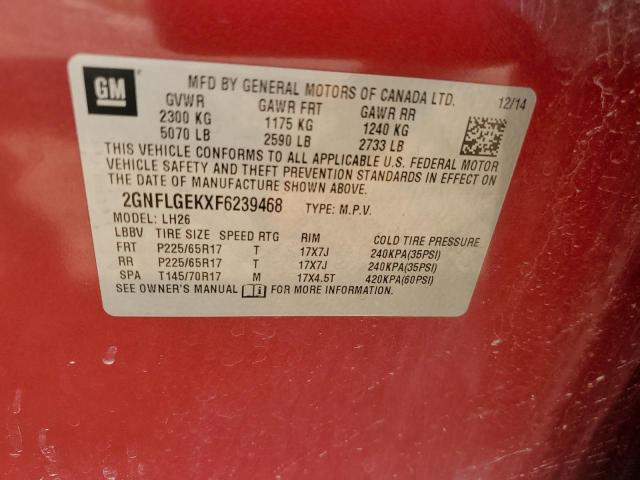 GM
MFD BY GENERAL MOTORS OF CANADA LTD. 12/14
GVWR GAWR FRT GAWR RR
2300 KG 1175 KG 1240 KG
5070 LB 2590 LB 2733 LB
THIS VEHICLE CONFORMS TO ALL APPLICABLE U.S. FEDERAL MOTOR
VEHICLE SAFETY AND THEFT PREVENTION STANDARDS IN EFFECT ON
THE DATE OF MANUFACTURE SHOWN ABOVE.
2GNFLGEKXF6239468 TYPE: M.P.V.
MODEL: LH26
LBBV TIRE SIZE SPEED RTG RIM COLD TIRE PRESSURE
FRT P225/65R17 T 17X7J 240KPA(35PSI)
RR P225/65R17 T 17X7J 240KPA(35PSI)
SPA T145/70R17 M 17X4.5T 420KPA(60PSI)
SEE OWNER'S MANUAL FOR MORE INFORMATION.